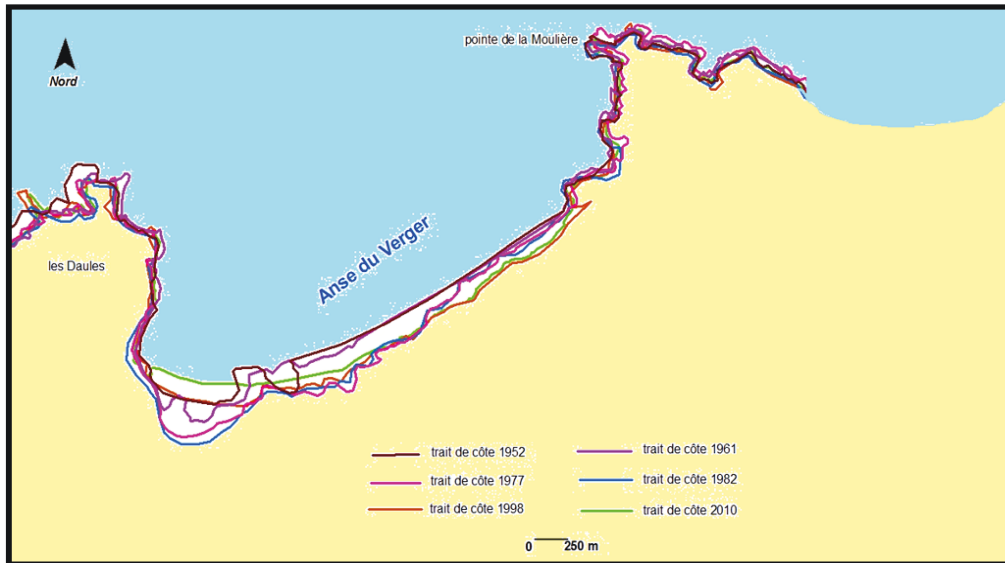 pointe de la Moulière
Nord
Anse du Verger
les Daules
trait de côte 1952
trait de côte 1961
trait de côte 1977
trait de côte 1982
trait de côte 1998
trait de côte 2010
0 250 m